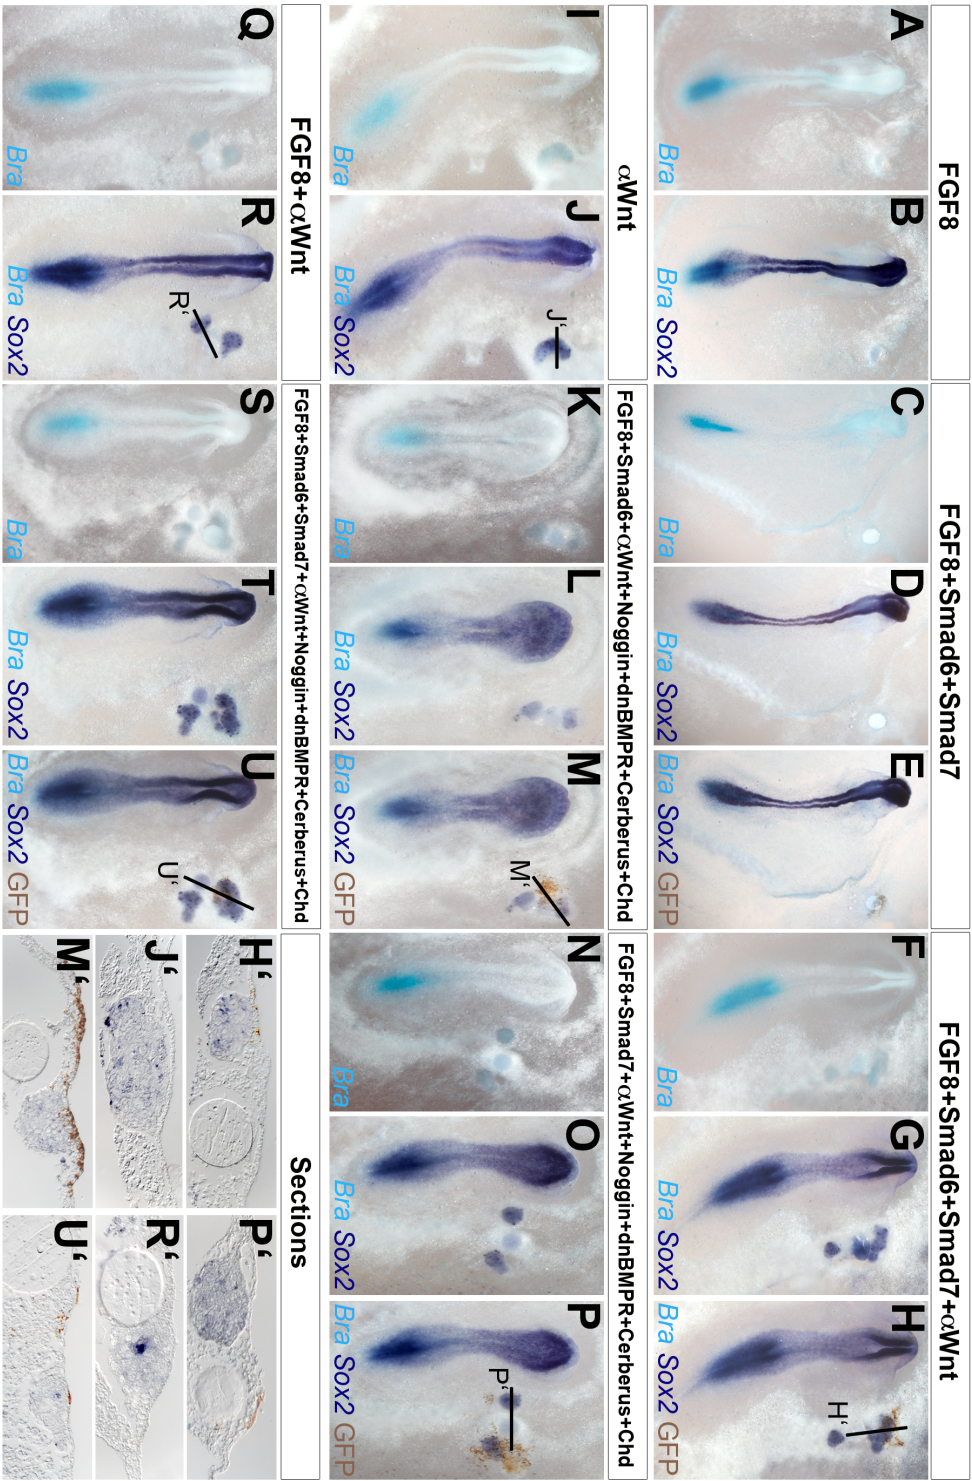 FGF8
A
Bra
B
Bra Sox2
FGF8+Smad6+Smad7
C
Bra
D
Bra Sox2
E
Bra Sox2 GFP
FGF8+Smad6+Smad7+αWnt
F
Bra
G
Bra Sox2
H
H‘
Bra Sox2 GFP
αWnt
I
Bra
J
J‘
Bra Sox2
FGF8+Smad6+αWnt+Noggin+dnBMPR+Cerberus+Chd
K
Bra
L
Bra Sox2
M
M‘
Bra Sox2 GFP
FGF8+Smad7+αWnt+Noggin+dnBMPR+Cerberus+Chd
N
Bra
O
Bra Sox2
P
P‘
Bra Sox2 GFP
FGF8+αWnt
Q
Bra
R
R‘
Bra Sox2
FGF8+Smad6+Smad7+αWnt+Noggin+dnBMPR+Cerberus+Chd
S
Bra
T
Bra Sox2
U
U‘
Bra Sox2 GFP
Sections
H‘
P‘
J‘
R‘
M‘
U‘